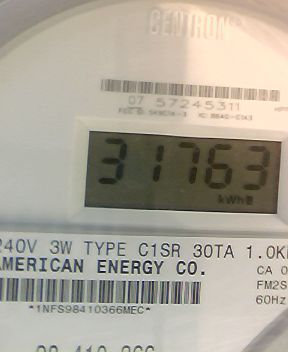 CENTRON
07 57245311
31763
kWh
240V 3W TYPE C1SR 30TA 1.0K
AMERICAN ENERGY CO.
CA 0
FM2S
60Hz
*1NFS98410366MEC*